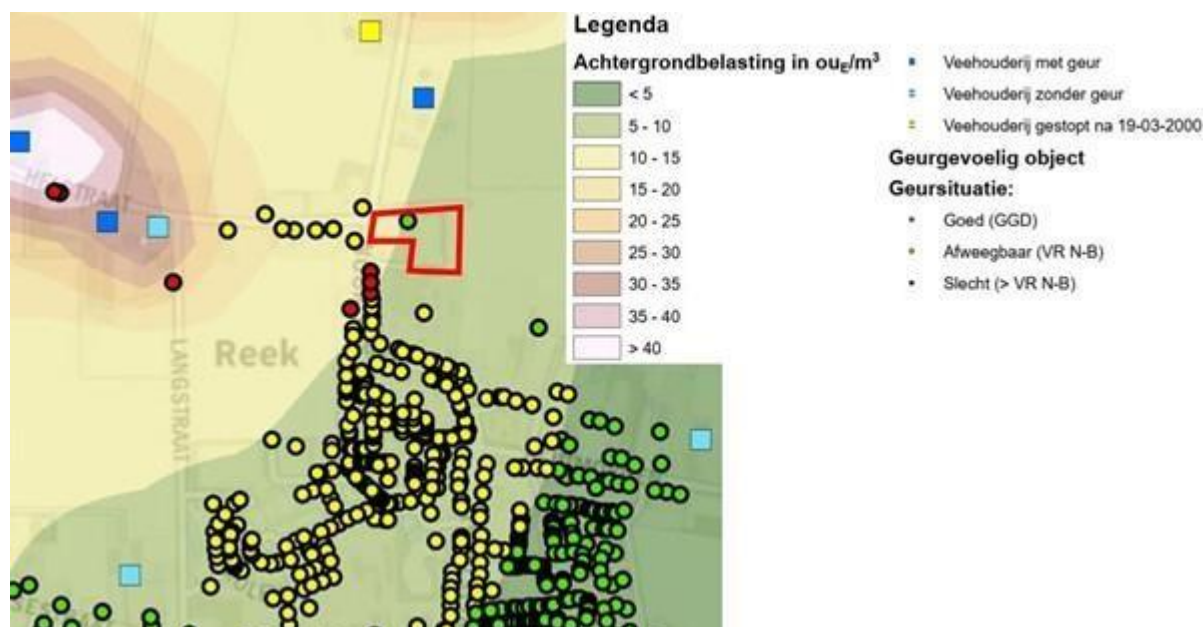 Legenda
Achtergrondbelasting in ouE/m³
< 5
5 - 10
10 - 15
15 - 20
20 - 25
25 - 30
30 - 35
35 - 40
> 40
Veehouderij met geur
Veehouderij zonder geur
Veehouderij gestopt na 19-03-2000
Geurgevoelig object
Geursituatie:
Goed (GGD)
Afweegbaar (VR N-B)
Slecht (> VR N-B)
Reek
LANGSTRAAT